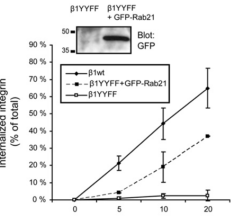 β1YYFF β1YYFF
+ GFP-Rab21
50
35
Blot:
GFP
β1wt
β1YYFF+GFP-Rab21
β1YYFF
Internalized integrin
(% of total)
90 %
80 %
70 %
60 %
50 %
40 %
30 %
20 %
10 %
0 %
0 5 10 20